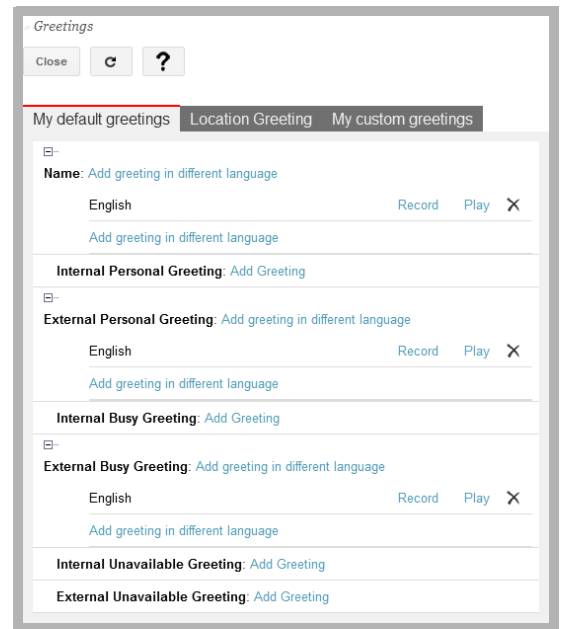 Greetings
Close ?
My default greetings Location Greeting My custom greetings
Name: Add greeting in different language
English Record Play
Add greeting in different language
Internal Personal Greeting: Add Greeting
External Personal Greeting: Add greeting in different language
English Record Play
Add greeting in different language
Internal Busy Greeting: Add Greeting
External Busy Greeting: Add greeting in different language
English Record Play
Add greeting in different language
Internal Unavailable Greeting: Add Greeting
External Unavailable Greeting: Add Greeting